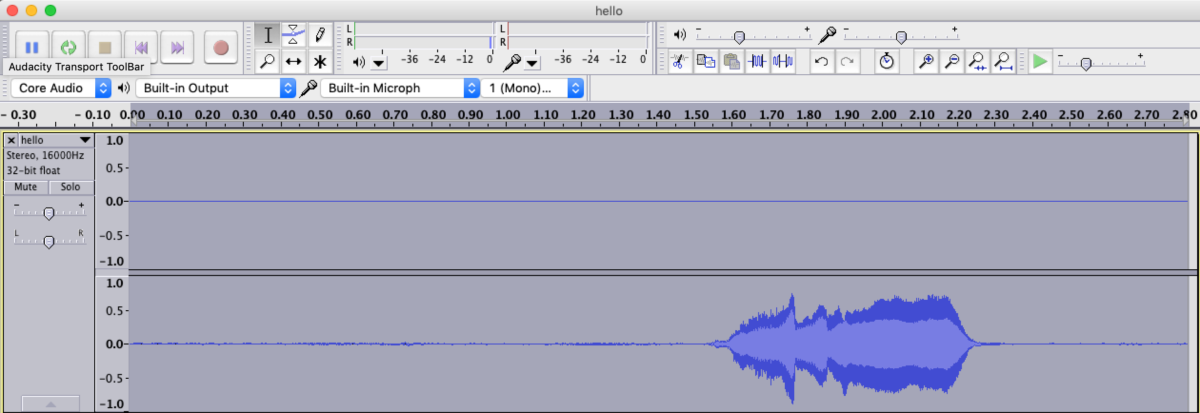 hello
L
R
-36 -24 -12 0
L
R
-36 -24 -12 0
- + - +
Audacity Transport ToolBar
- +
Core Audio Built-in Output Built-in Microph 1 (Mono)...
- 0.30 - 0.10 0.00 0.10 0.20 0.30 0.40 0.50 0.60 0.70 0.80 0.90 1.00 1.10 1.20 1.30 1.40 1.50 1.60 1.70 1.80 1.90 2.00 2.10 2.20 2.30 2.40 2.50 2.60 2.70 2.80
hello
Stereo, 16000Hz
32-bit float
Mute Solo
- +
L R
1.0
0.5-
0.0-
-0.5-
-1.0
1.0
0.5-
0.0-
-0.5-
-1.0